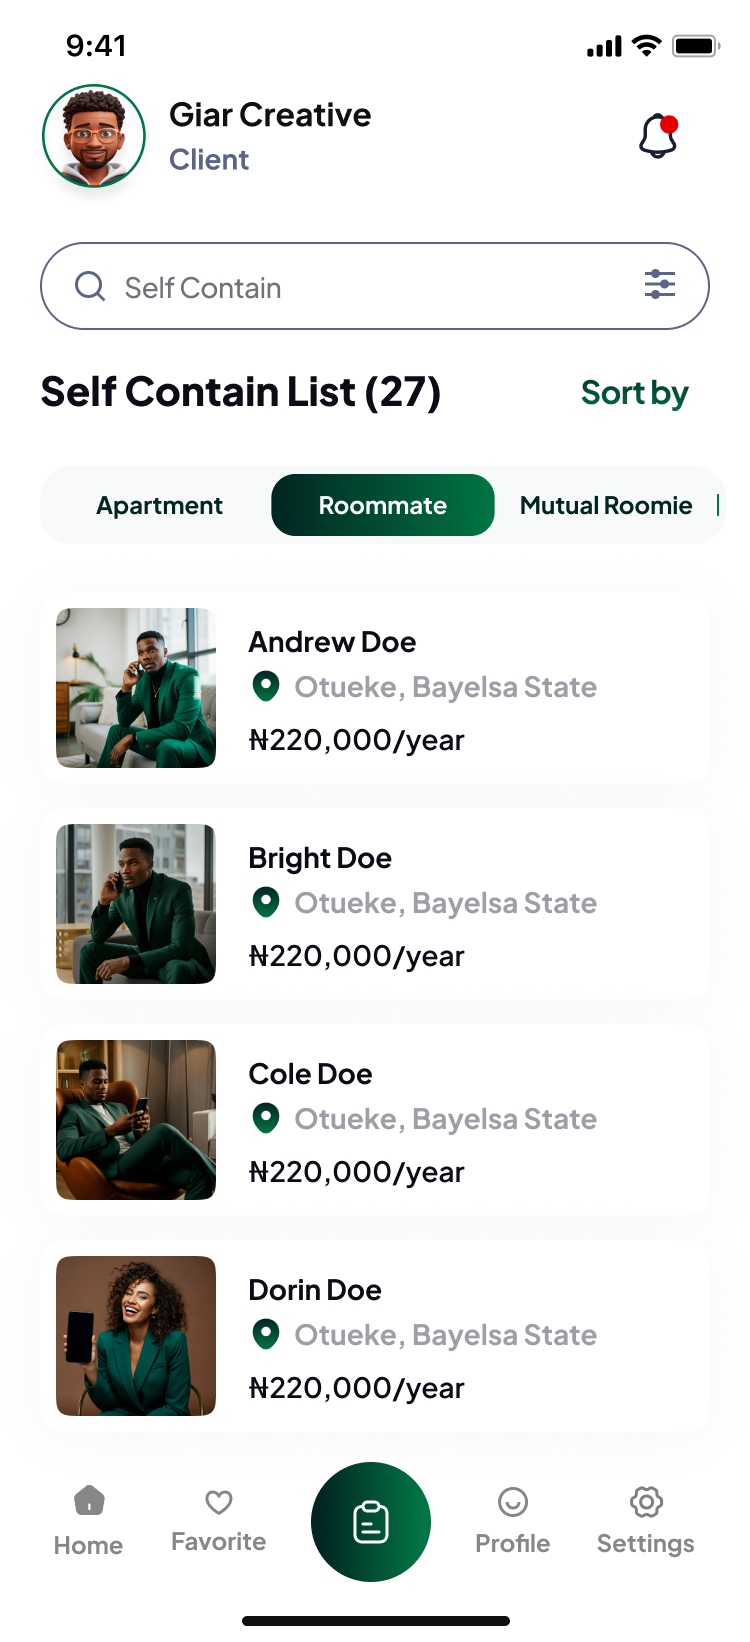 9:41
Giar Creative
Client
Self Contain
Self Contain List (27)
Sort by
Apartment
Roommate
Mutual Roomie
Andrew Doe
Otueke, Bayelsa State
₦220,000/year
Bright Doe
Otueke, Bayelsa State
₦220,000/year
Cole Doe
Otueke, Bayelsa State
₦220,000/year
Dorin Doe
Otueke, Bayelsa State
₦220,000/year
Home
Favorite
Profile
Settings